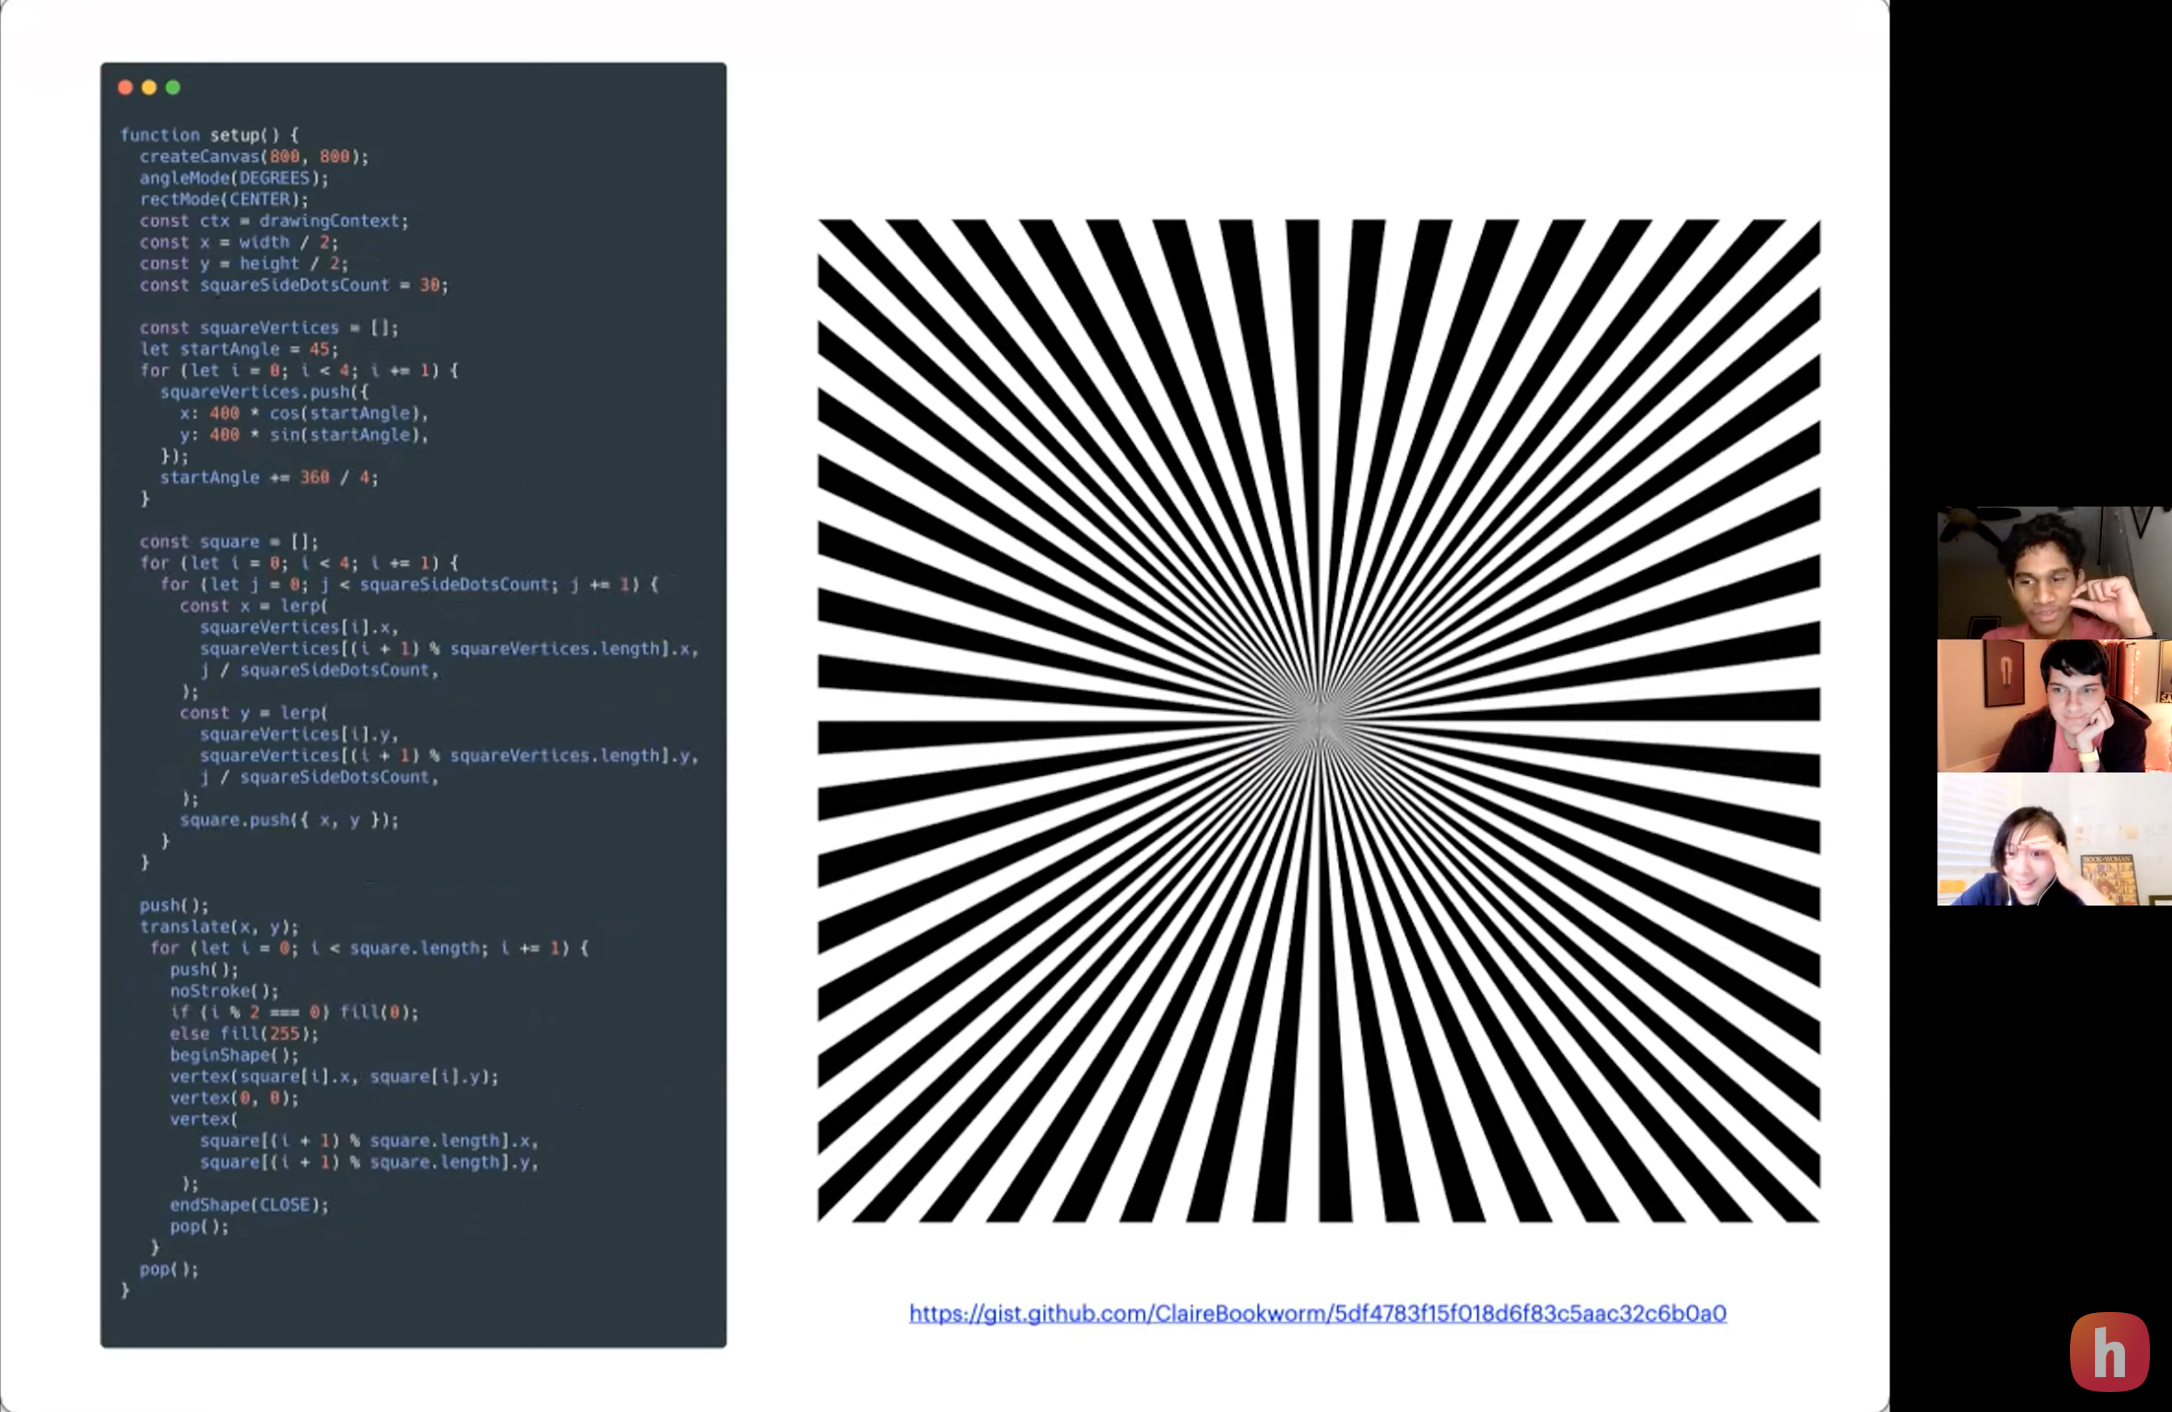 function setup() {
createCanvas(800, 800);
angleMode(DEGREES);
rectMode(CENTER);
const ctx = drawingContext;
const x = width / 2;
const y = height / 2;
const squareSideDotsCount = 30;
const squareVertices = [];
let startAngle = 45;
for (let i = 0; i < 4; i += 1) {
squareVertices.push({
x: 400 * cos(startAngle),
y: 400 * sin(startAngle),
});
startAngle += 360 / 4;
}
const square = [];
for (let i = 0; i < 4; i += 1) {
for (let j = 0; j < squareSideDotsCount; j += 1) {
const x = lerp(
squareVertices[i].x,
squareVertices[(i + 1) % squareVertices.length].x,
j / squareSideDotsCount,
);
const y = lerp(
squareVertices[i].y,
squareVertices[(i + 1) % squareVertices.length].y,
j / squareSideDotsCount,
);
square.push({ x, y });
}
}
push();
translate(x, y);
for (let i = 0; i < square.length; i += 1) {
push();
noStroke();
if (i % 2 === 0) fill(0);
else fill(255);
beginShape();
vertex(square[i].x, square[i].y);
vertex(0, 0);
vertex(
square[(i + 1) % square.length].x,
square[(i + 1) % square.length].y,
);
endShape(CLOSE);
pop();
}
pop();
}
https://gist.github.com/ClaireBookworm/5df4783f15f018d6f83c5aac32c6b0a0
BOOK WOMAN
h